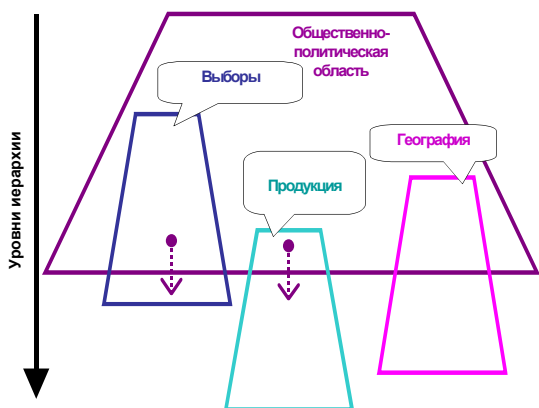 Общественно-
политическая
область
Выборы
География
Продукция
Уровни иерархии